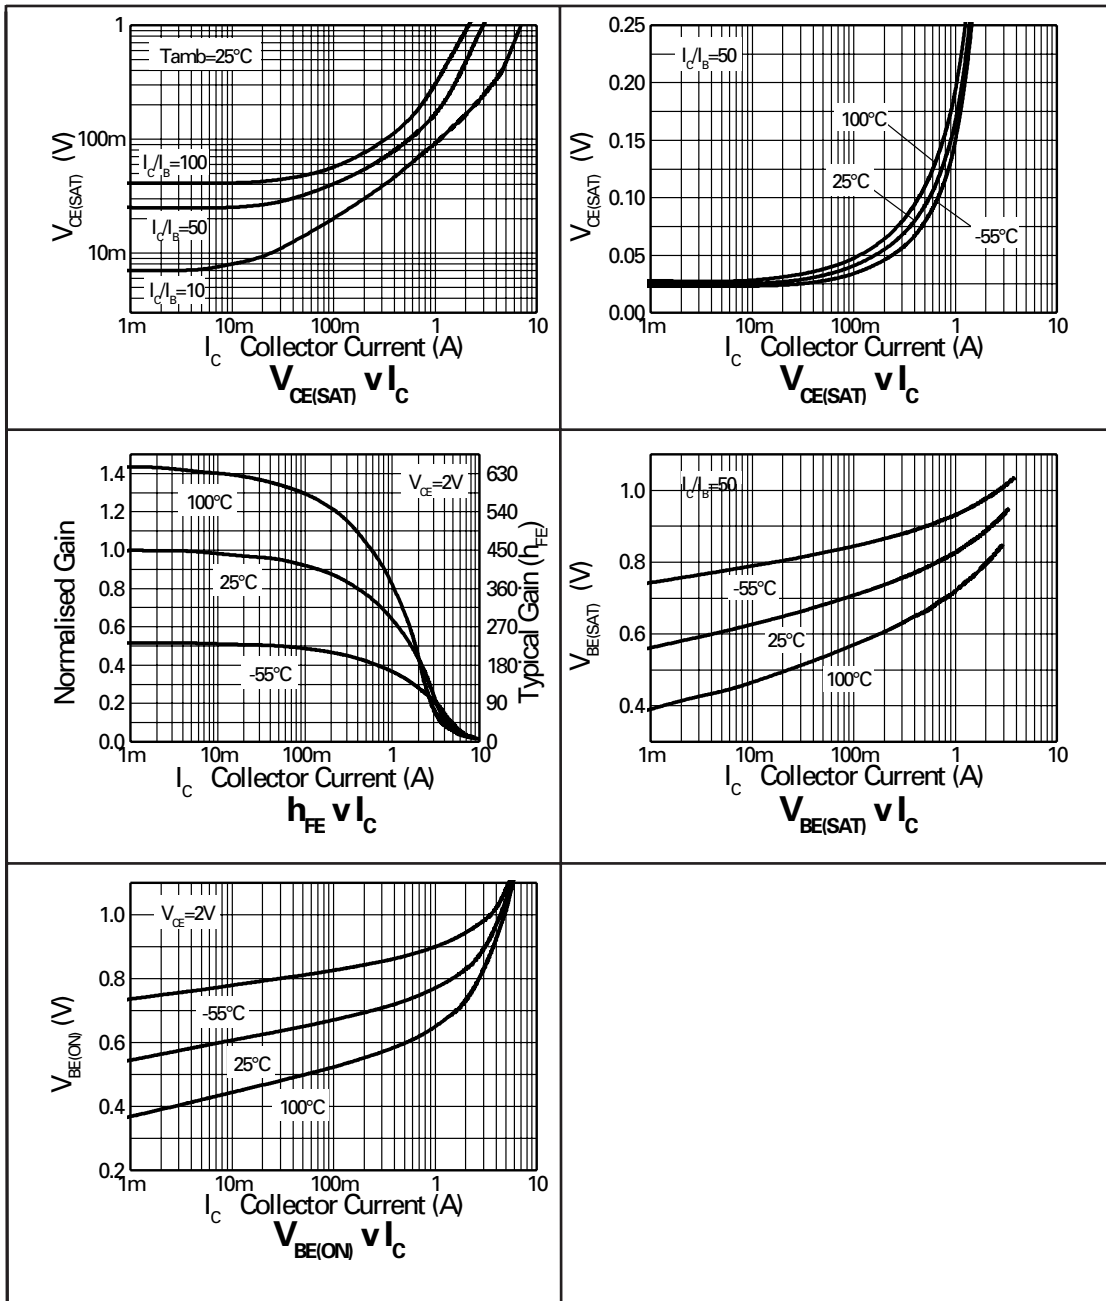 1
100m
10m
V_CE(SAT) (V)
Tamb=25°C
I_C/I_B=100
I_C/I_B=50
I_C/I_B=10
1m 10m 100m 1 10
I_C Collector Current (A)
V_CE(SAT) v I_C
0.25
0.20
0.15
0.10
0.05
0.00
V_CE(SAT) (V)
I_C/I_B=50
100°C
25°C
-55°C
1m 10m 100m 1 10
I_C Collector Current (A)
V_CE(SAT) v I_C
1.4
1.2
1.0
0.8
0.6
0.4
0.2
0.0
Normalised Gain
V_CE=2V
100°C
25°C
-55°C
630
540
450
360
270
180
90
0
Typical Gain (h_FE)
1m 10m 100m 1 10
I_C Collector Current (A)
h_FE v I_C
1.0
0.8
0.6
0.4
V_BE(SAT) (V)
I_C/I_B=50
-55°C
25°C
100°C
1m 10m 100m 1 10
I_C Collector Current (A)
V_BE(SAT) v I_C
1.0
0.8
0.6
0.4
0.2
V_BE(ON) (V)
V_CE=2V
-55°C
25°C
100°C
1m 10m 100m 1 10
I_C Collector Current (A)
V_BE(ON) v I_C